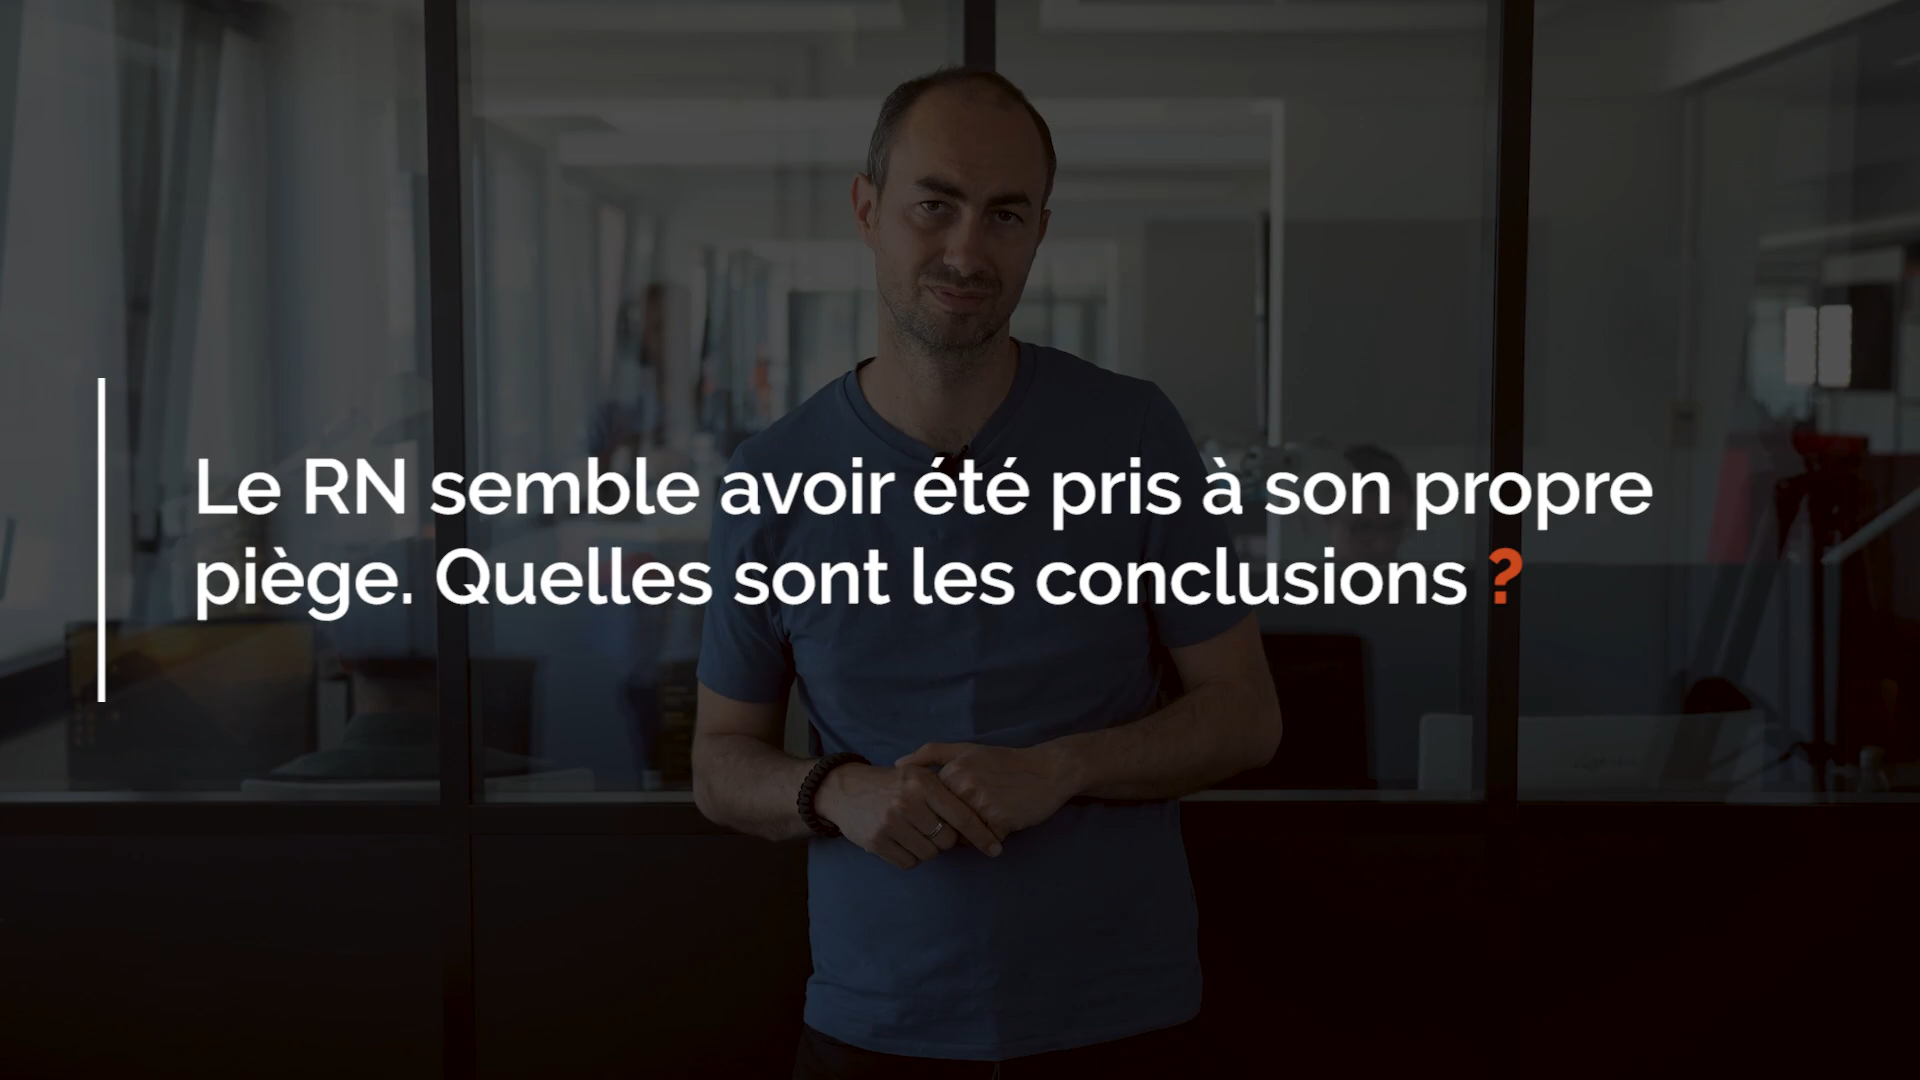 Le RN semble avoir été pris à son propre
piège. Quelles sont les conclusions ?